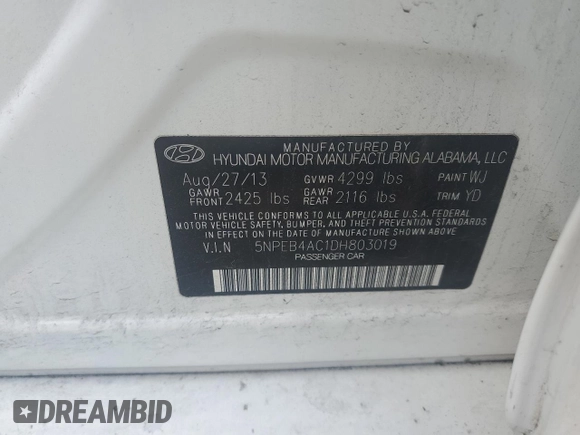 MANUFACTURED BY
HYUNDAI MOTOR MANUFACTURING ALABAMA, LLC
Aug/27/13 GVWR 4299 lbs PAINT WJ
GAWR FRONT 2425 lbs GAWR REAR 2116 lbs TRIM YD
THIS VEHICLE CONFORMS TO ALL APPLICABLE U.S.A. FEDERAL
MOTOR VEHICLE SAFETY, BUMPER, AND THEFT PREVENTION
STANDARDS IN EFFECT ON THE DATE OF MANUFACTURE SHOWN ABOVE.
V.I.N 5NPEB4AC1DH803019
PASSENGER CAR
DREAMBID